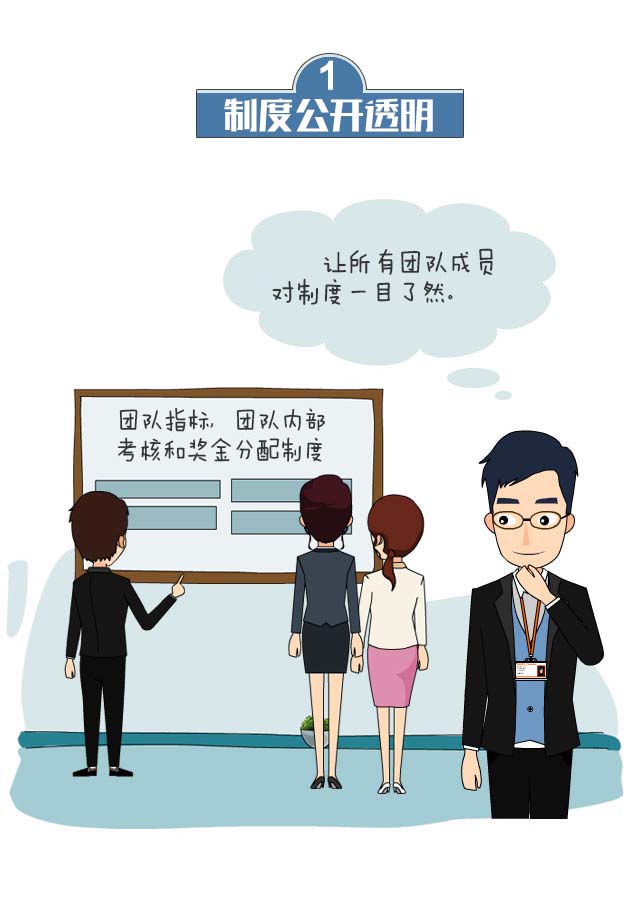 1
制度公开透明
让所有团队成员
对制度一目了然。
团队指标，团队内部
考核和奖金分配制度